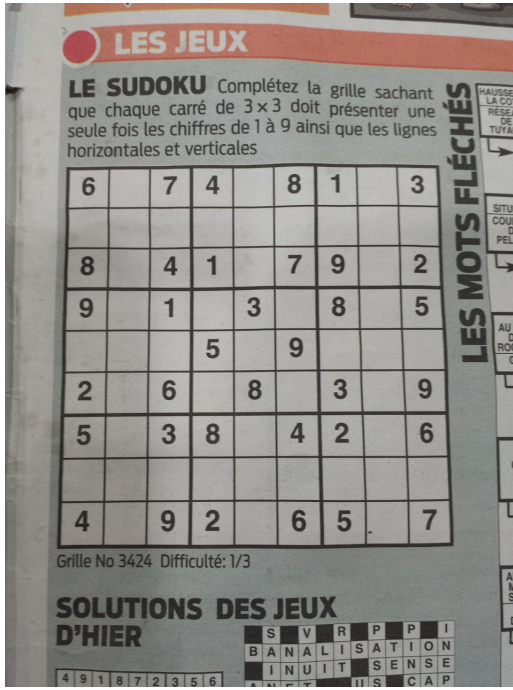 LES JEUX
LE SUDOKU Complétez la grille sachant
que chaque carré de 3×3 doit présenter une
seule fois les chiffres de 1 à 9 ainsi que les lignes
horizontales et verticales
6 7 4 8 1 3
8 4 1 7 9 2
9 1 3 8 5
5 9
2 6 8 3 9
5 3 8 4 2 6
4 9 2 6 5 7
Grille No 3424 Difficulté: 1/3
LES MOTS FLÉCHÉS
HAUSSE
SITU
AU
SOLUTIONS DES JEUX
D'HIER
4 9 1 8 7 2 3 5 6
S V R P P I
B A N A L I S A T I O N
I N U I T S E N S E
A N E T U S C A P